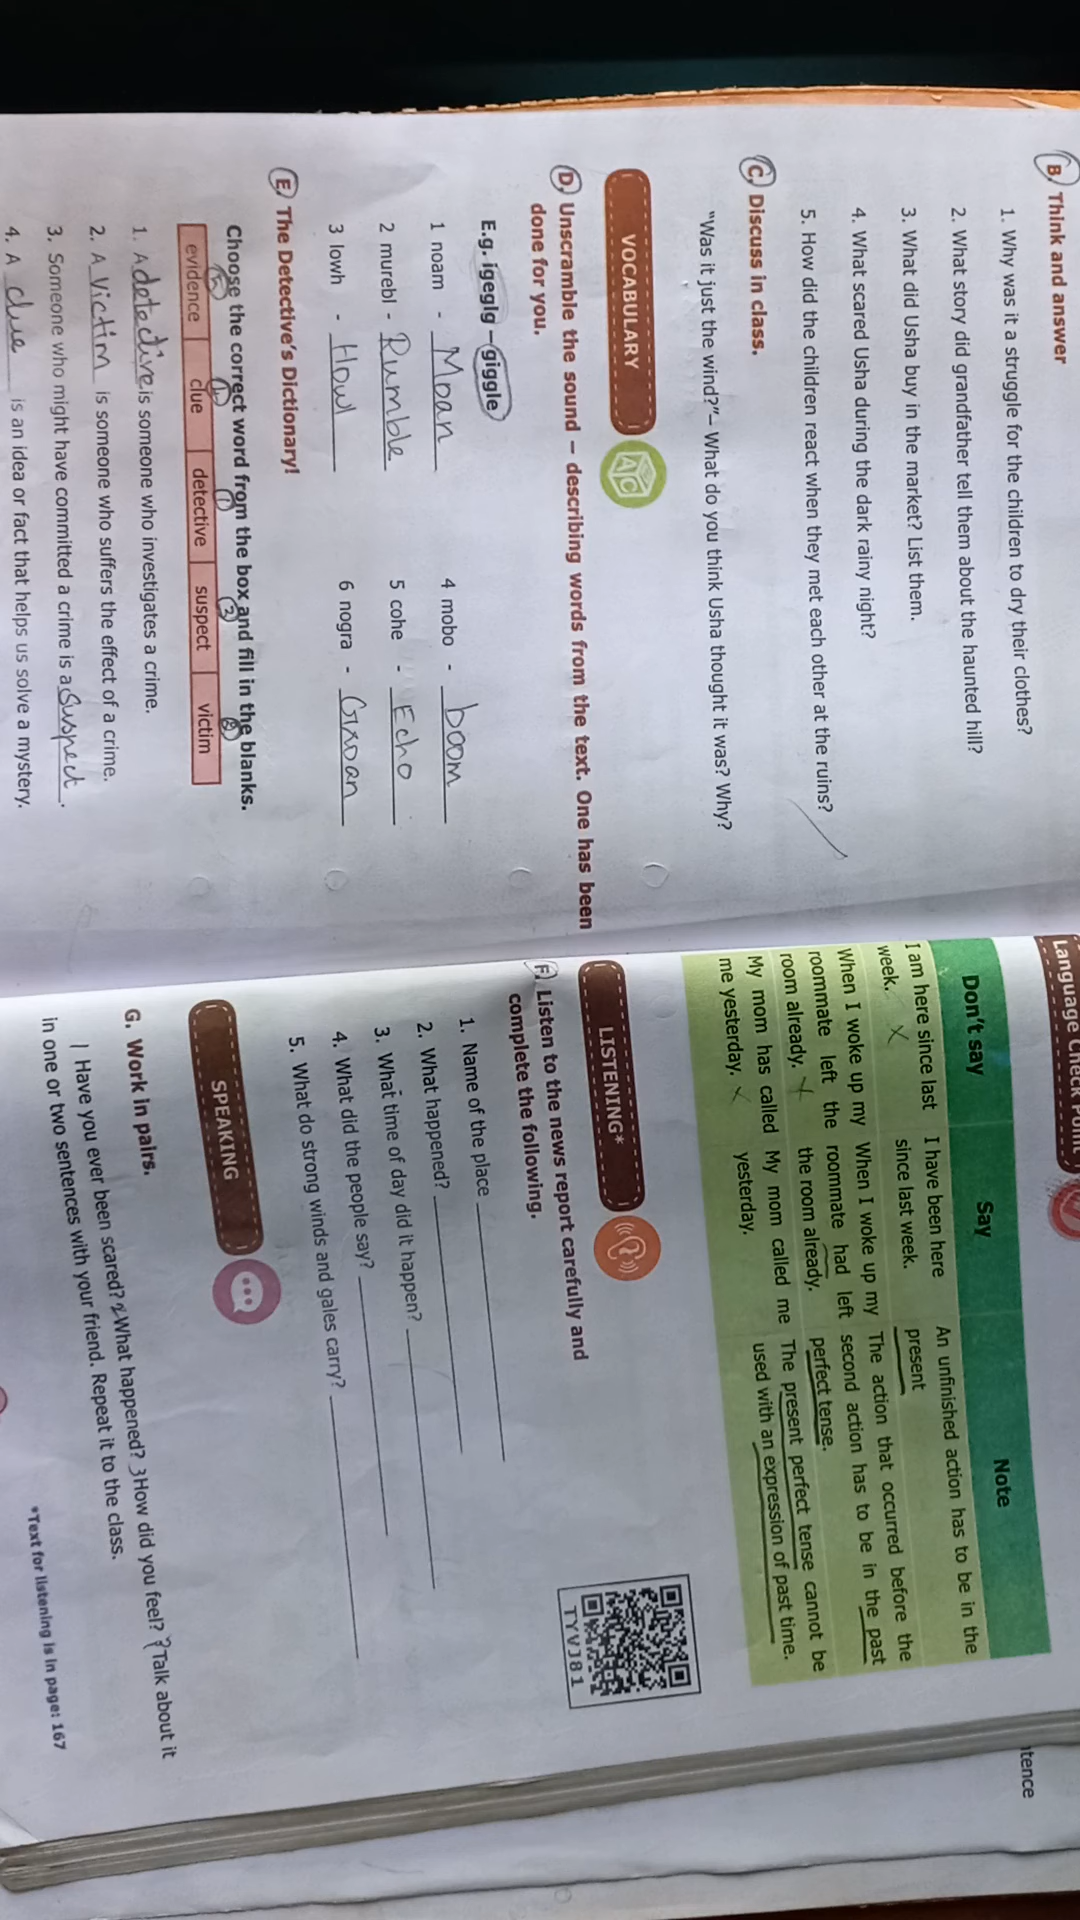 B. Think and answer
1. Why was it a struggle for the children to dry their clothes?
2. What story did grandfather tell them about the haunted hill?
3. What did Usha buy in the market? List them.
4. What scared Usha during the dark rainy night?
5. How did the children react when they met each other at the ruins?
C. Discuss in class.
"Was it just the wind?"– What do you think Usha thought it was? Why?
VOCABULARY
D. Unscramble the sound – describing words from the text. One has been
done for you.
E.g. igeglg – giggle
1 noam - Moan
2 murebl - Rumble
3 lowh - Howl
4 mobo - boom
5 cohe - Echo
6 nogra - Groan
E. The Detective's Dictionary!
Choose the correct word from the box and fill in the blanks.
5 4 1 3 2
evidence clue detective suspect victim
1. A detective is someone who investigates a crime.
2. A Victim is someone who suffers the effect of a crime.
3. Someone who might have committed a crime is a Suspect.
4. A clue is an idea or fact that helps us solve a mystery.
Language Check Point
tence
Don't say Say Note
I am here since last
week. X
I have been here
since last week.
An unfinished action has to be in the
present
When I woke up my
roommate left the
room already. X
When I woke up my
roommate had left
the room already.
The action that occurred before the
second action has to be in the past
perfect tense.
My mom has called
me yesterday. X
My mom called me
yesterday.
The present perfect tense cannot be
used with an expression of past time.
LISTENING*
TYVJ81
F. Listen to the news report carefully and
complete the following.
1. Name of the place
2. What happened?
3. What time of day did it happen?
4. What did the people say?
5. What do strong winds and gales carry?
SPEAKING
G. Work in pairs.
1 Have you ever been scared? 2 What happened? 3 How did you feel? ? Talk about it
in one or two sentences with your friend. Repeat it to the class.
*Text for listening is in page: 167